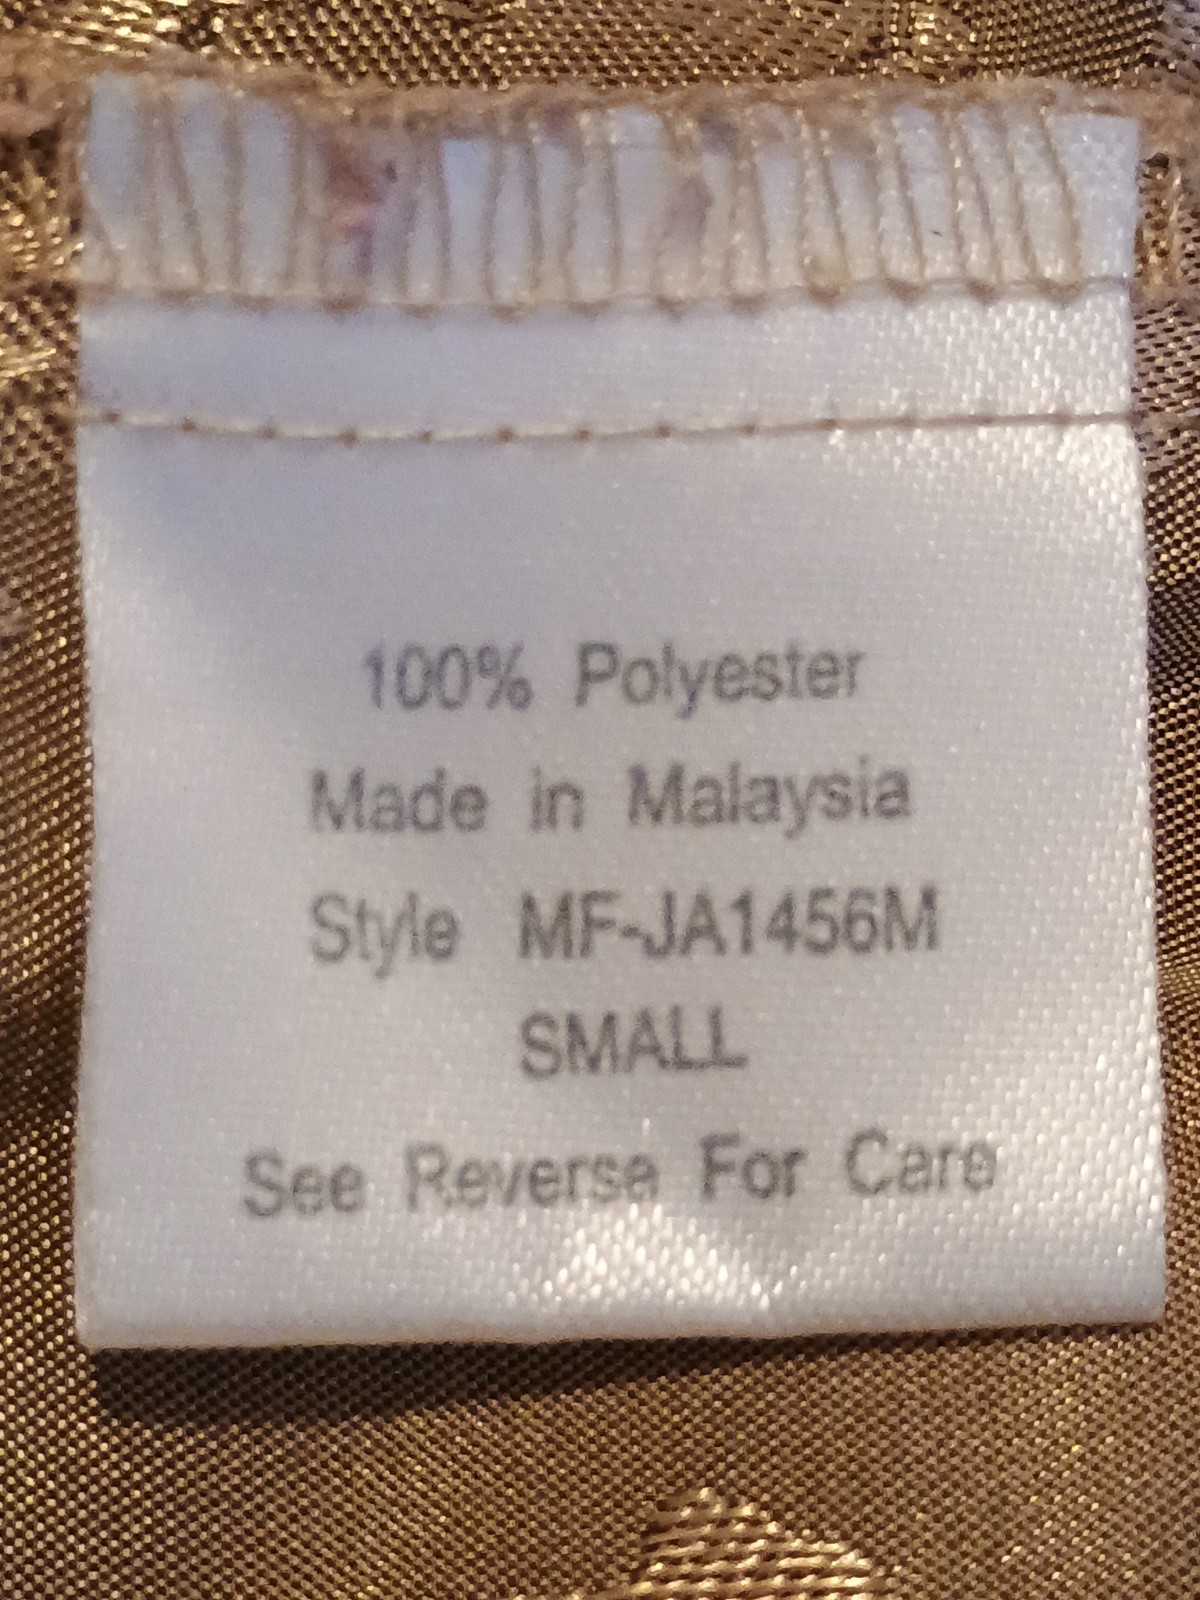 100% Polyester
Made in Malaysia
Style MF-JA1456M
SMALL
See Reverse For Care